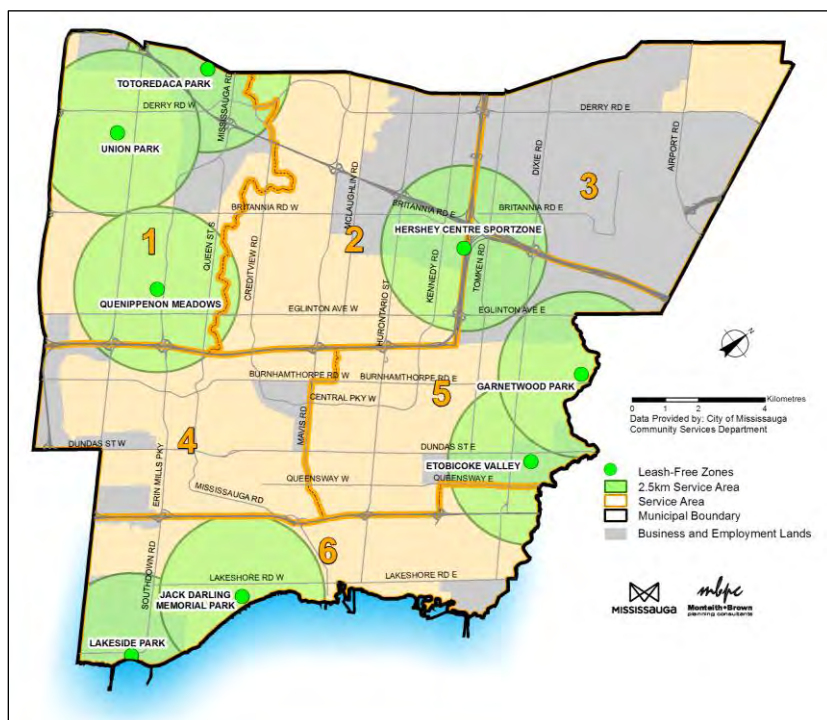 TOTOREDACA PARK
MISSISSAUGA RD
DERRY RD W
DERRY RD E
UNION PARK
MCLAUGHLIN RD
DIXIE RD
AIRPORT RD
3
BRITANNIA RD W
BRITANNIA RD E
BRITANNIA RD E
1
QUEEN ST S
CREDITVIEW RD
2
HERSHEY CENTRE SPORTZONE
KENNEDY RD
TOMKEN RD
QUENIPPENON MEADOWS
HURONTARIO ST
EGLINTON AVE W
EGLINTON AVE E
N
BURNHAMTHORPE RD W
BURNHAMTHORPE RD E
GARNETWOOD PARK
CENTRAL PKY W
5
0 1 2 4 Kilometres
Data Provided by: City of Mississauga
Community Services Department
4
MAVIS RD
DUNDAS ST W
DUNDAS ST E
ERIN MILLS PKY
ETOBICOKE VALLEY
QUEENSWAY W
QUEENSWAY E
MISSISSAUGA RD
Leash-Free Zones
2.5km Service Area
Service Area
Municipal Boundary
Business and Employment Lands
6
SOUTHDOWN RD
LAKESHORE RD W
LAKESHORE RD E
JACK DARLING
MEMORIAL PARK
LAKESIDE PARK
MISSISSAUGA
mbpc
Monteith+Brown
planning consultants